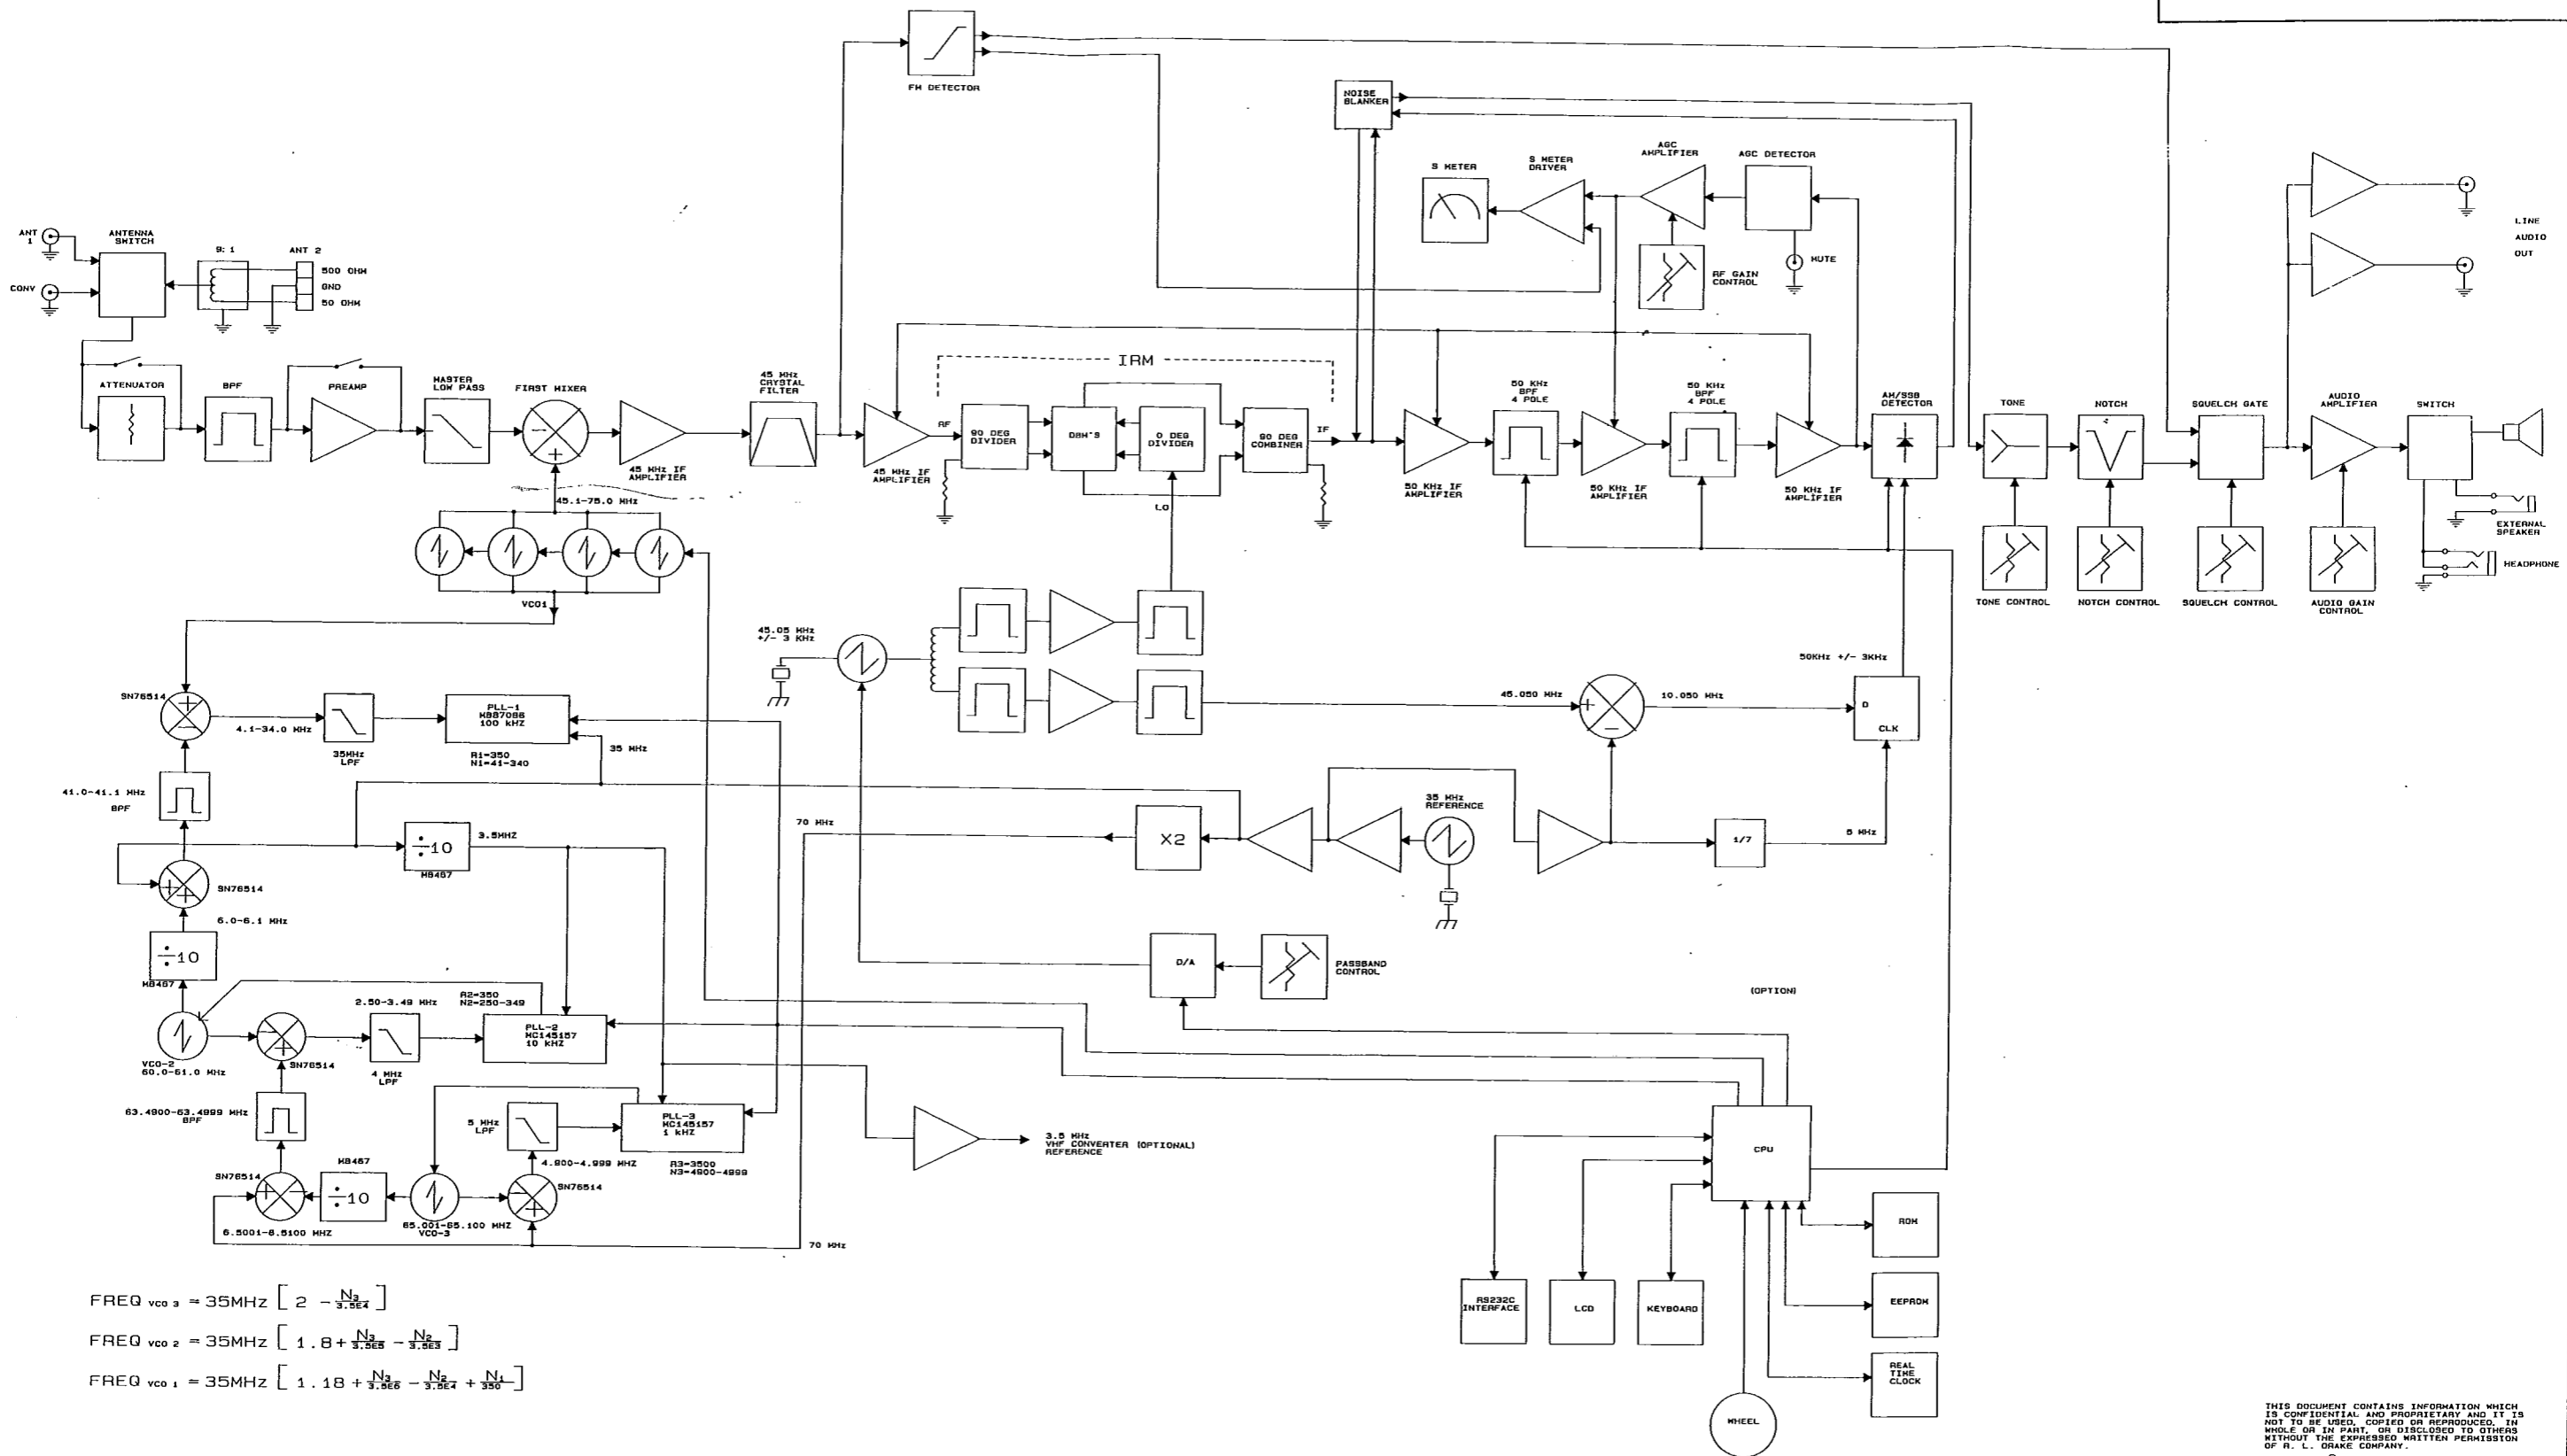 FM DETECTOR
NOISE
BLANKER
S METER
S METER
DRIVER
AGC
AMPLIFIER
AGC DETECTOR
RF GAIN
CONTROL
MUTE
LINE
AUDIO
OUT
ANT
1
CONV
ANTENNA
SWITCH
9:1
ANT 2
500 OHM
GND
50 OHM
ATTENUATOR
BPF
PREAMP
MASTER
LOW PASS
FIRST MIXER
45 MHz IF
AMPLIFIER
45 MHz
CRYSTAL
FILTER
45 MHz IF
AMPLIFIER
IRM
RF
90 DEG
DIVIDER
DBM'S
0 DEG
DIVIDER
LO
90 DEG
COMBINER
IF
50 KHz IF
AMPLIFIER
50 KHz
BPF
4 POLE
50 KHz IF
AMPLIFIER
50 KHz
BPF
4 POLE
50 KHz IF
AMPLIFIER
AM/SSB
DETECTOR
TONE
NOTCH
SQUELCH GATE
AUDIO
AMPLIFIER
SWITCH
EXTERNAL
SPEAKER
HEADPHONE
TONE CONTROL
NOTCH CONTROL
SQUELCH CONTROL
AUDIO GAIN
CONTROL
45.1-75.0 MHz
VCO1
45.05 MHz
+/- 3 KHz
45.050 MHz
+
−
10.050 MHz
50KHz +/- 3KHz
D
CLK
SN76514
4.1-34.0 MHz
35MHz
LPF
PLL-1
MB87086
100 kHZ
R1=350
N1=41-340
35 MHz
41.0-41.1 MHz
BPF
÷10
MB467
3.5MHZ
SN76514
6.0-6.1 MHz
÷10
MB467
70 MHz
X2
35 MHz
REFERENCE
1/7
5 MHz
D/A
PASSBAND
CONTROL
(OPTION)
VCO-2
60.0-61.0 MHz
SN76514
2.50-3.49 MHz
4 MHz
LPF
R2=350
N2=250-349
PLL-2
MC145157
10 kHZ
63.4900-63.4999 MHz
BPF
5 MHz
LPF
PLL-3
MC145157
1 kHZ
R3=3500
N3=4900-4999
4.900-4.999 MHZ
SN76514
SN76514
MB467
÷10
6.5001-6.5100 MHZ
65.001-65.100 MHZ
VCO-3
70 MHz
3.5 MHz
VHF CONVERTER (OPTIONAL)
REFERENCE
CPU
ROM
EEPROM
REAL
TIME
CLOCK
RS232C
INTERFACE
LCD
KEYBOARD
WHEEL
FREQ VCO 3 = 35MHz [ 2 - N3/3.5E4 ]
FREQ VCO 2 = 35MHz [ 1.8 + N3/3.5E5 - N2/3.5E3 ]
FREQ VCO 1 = 35MHz [ 1.18 + N3/3.5E6 - N2/3.5E4 + N1/350 ]
THIS DOCUMENT CONTAINS INFORMATION WHICH
IS CONFIDENTIAL AND PROPRIETARY AND IT IS
NOT TO BE USED, COPIED OR REPRODUCED, IN
WHOLE OR IN PART, OR DISCLOSED TO OTHERS
WITHOUT THE EXPRESSED WRITTEN PERMISSION
OF R. L. DRAKE COMPANY.